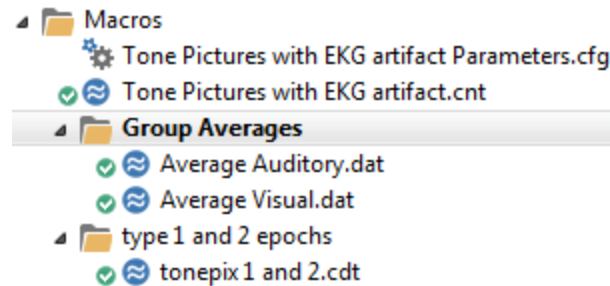 Macros
Tone Pictures with EKG artifact Parameters.cfg
Tone Pictures with EKG artifact.cnt
Group Averages
Average Auditory.dat
Average Visual.dat
type 1 and 2 epochs
tonepix 1 and 2.cdt